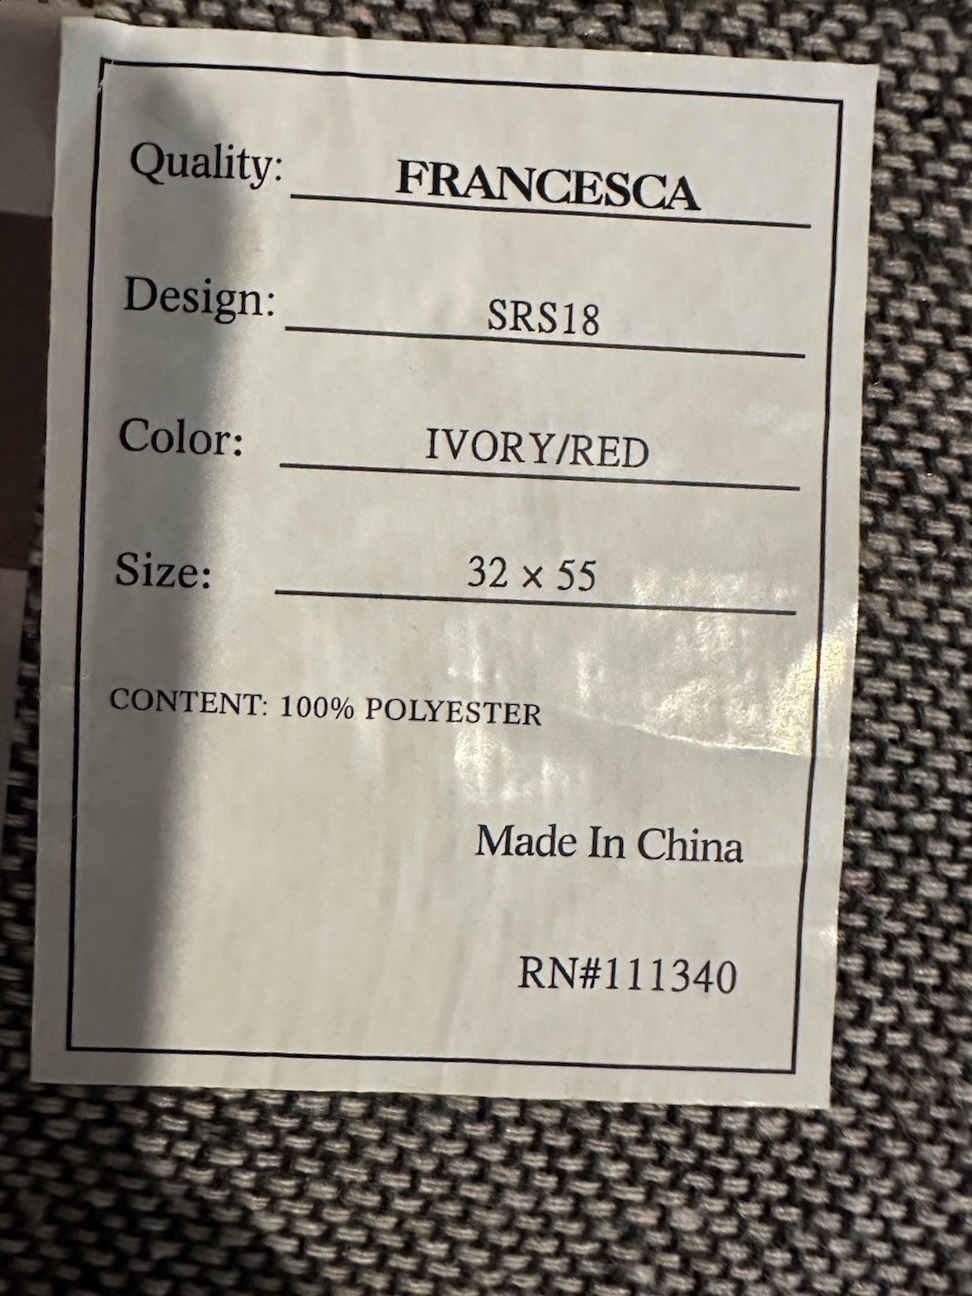 Quality: FRANCESCA
Design: SRS18
Color: IVORY/RED
Size: 32 × 55
CONTENT: 100% POLYESTER
Made In China
RN#111340